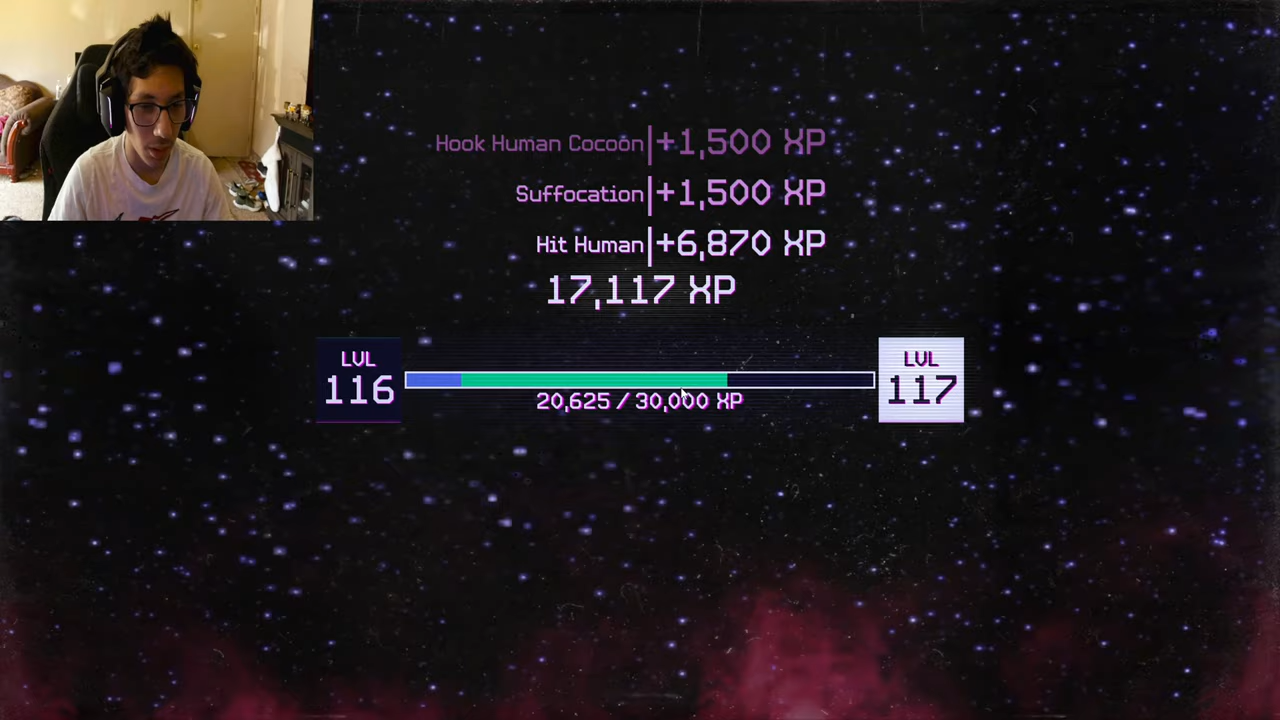 Hook Human Cocoon +1,500 XP
Suffocation +1,500 XP
Hit Human +6,870 XP
17,117 XP
LVL
116
20,625 / 30,000 XP
LVL
117